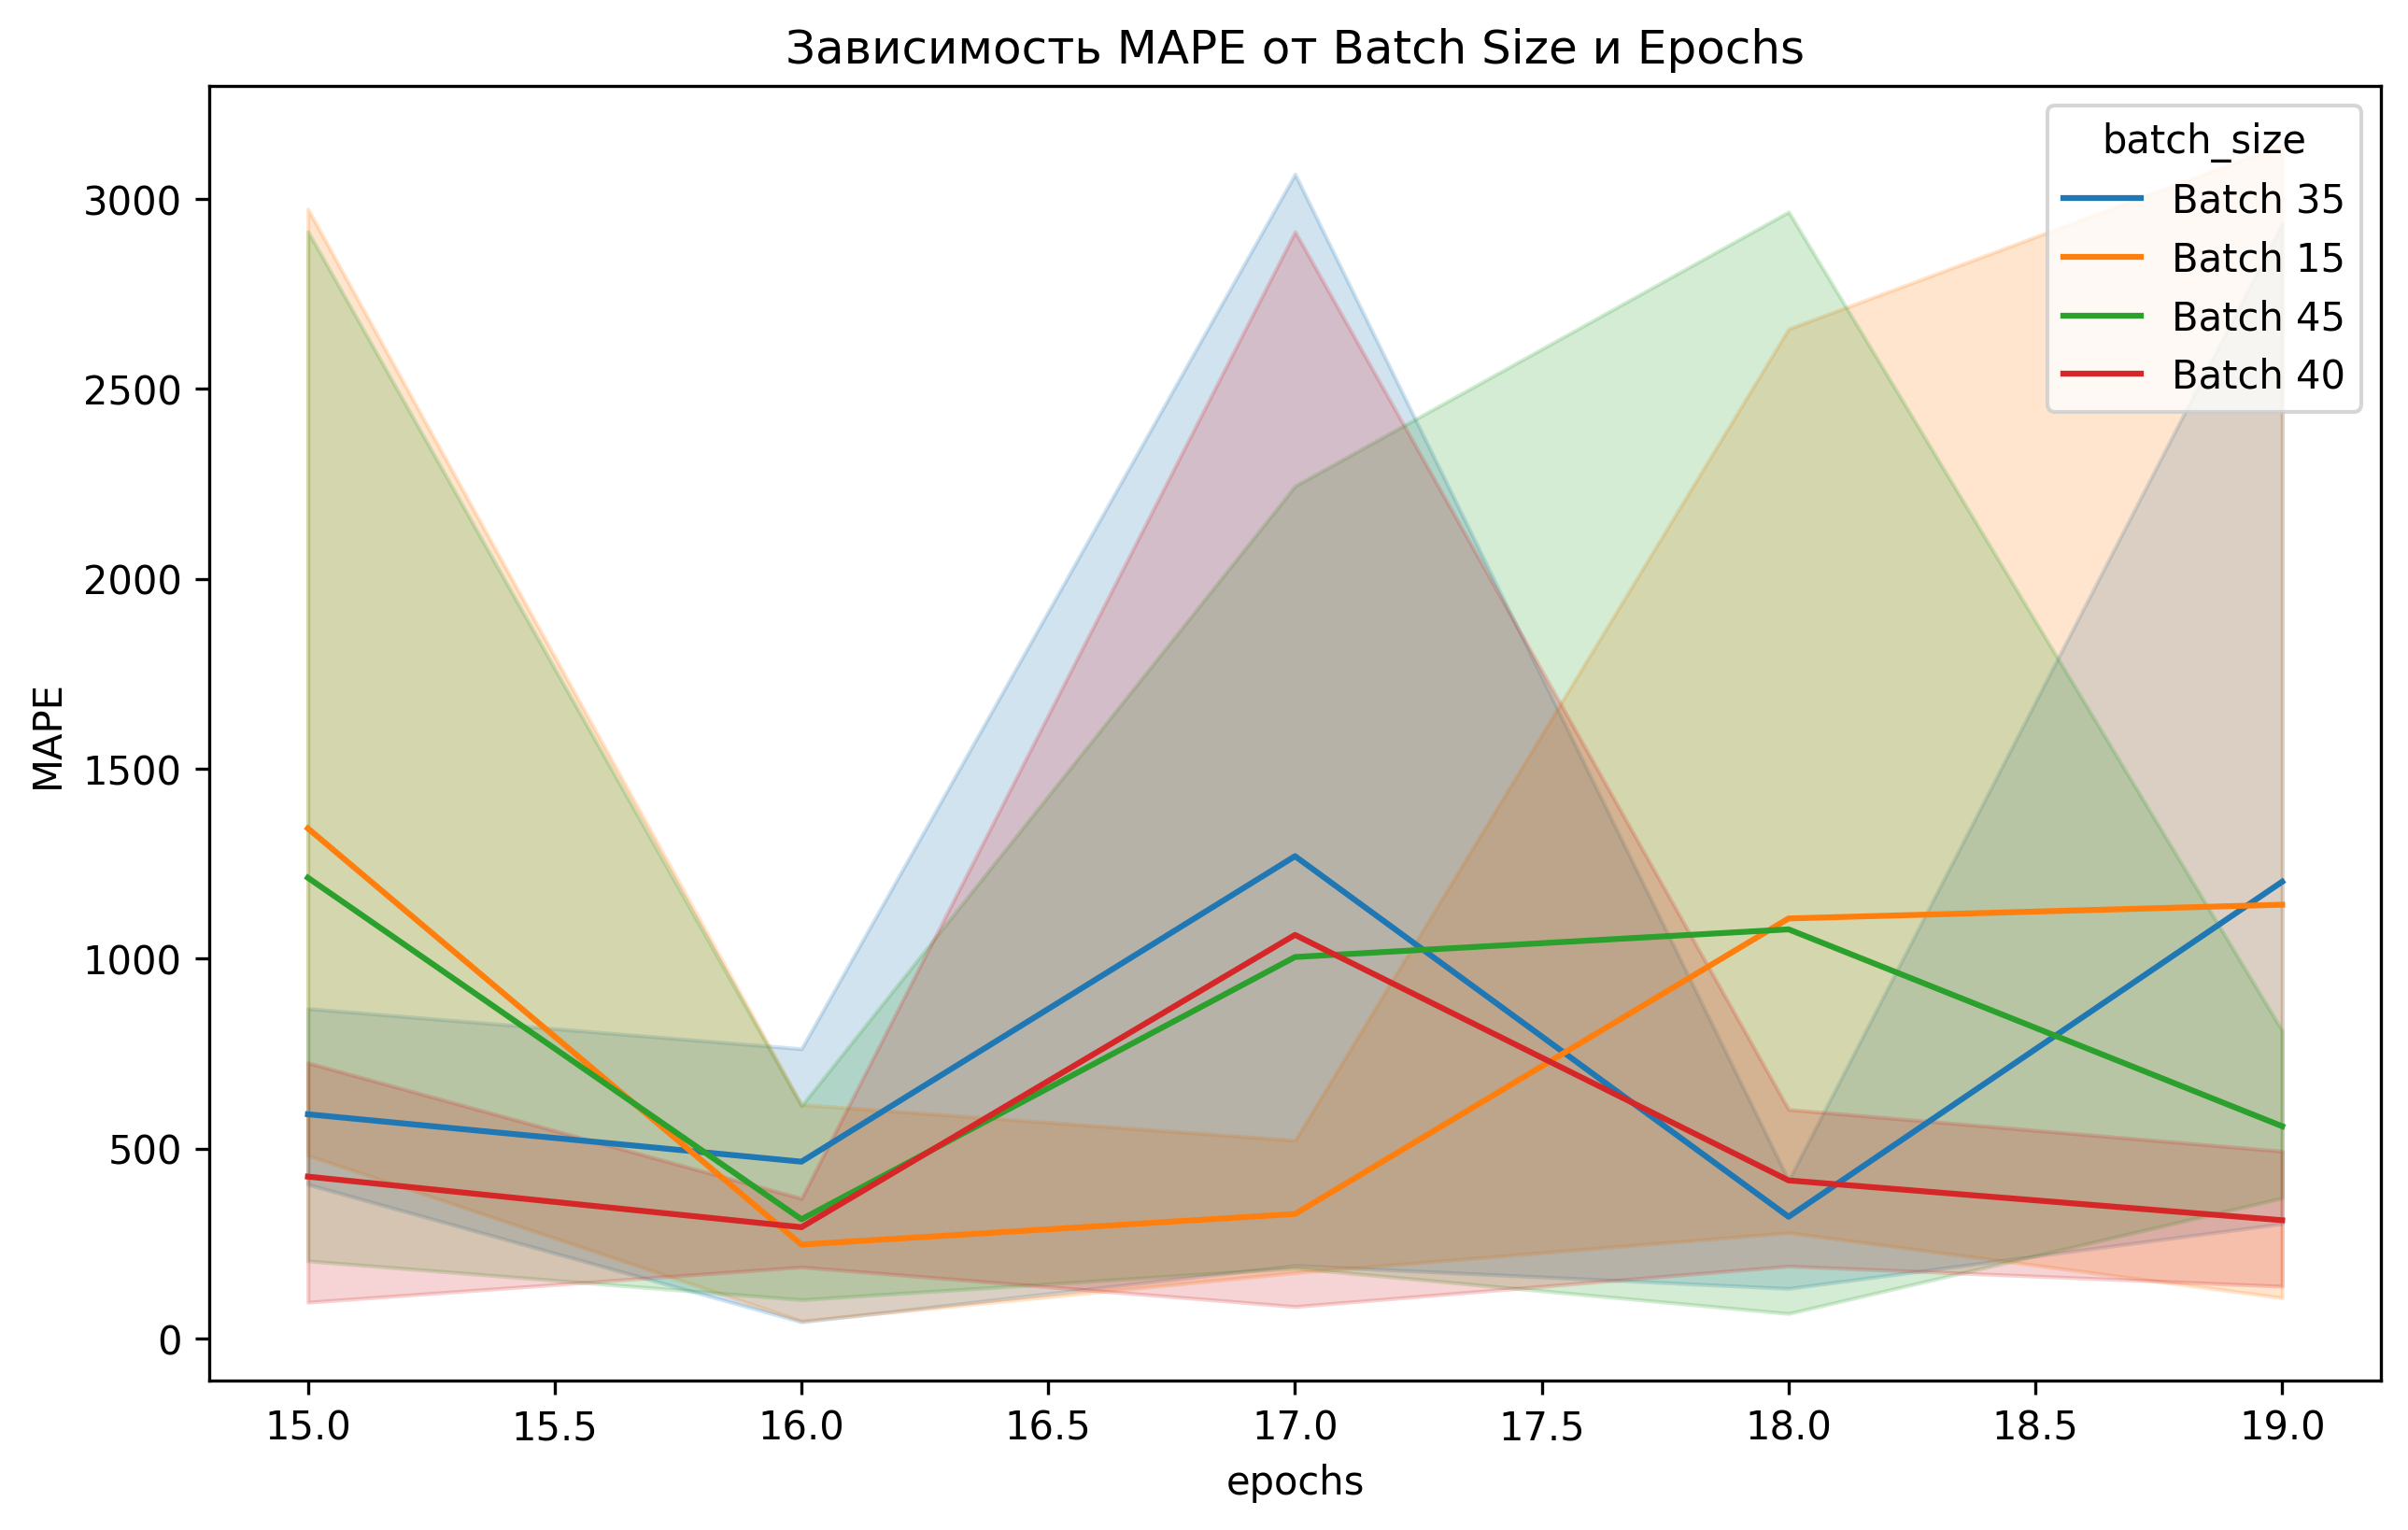 Зависимость MAPE от Batch Size и Epochs
batch_size
Batch 35
Batch 15
Batch 45
Batch 40
3000
2500
2000
1500
1000
500
0
MAPE
15.0 15.5 16.0 16.5 17.0 17.5 18.0 18.5 19.0
epochs